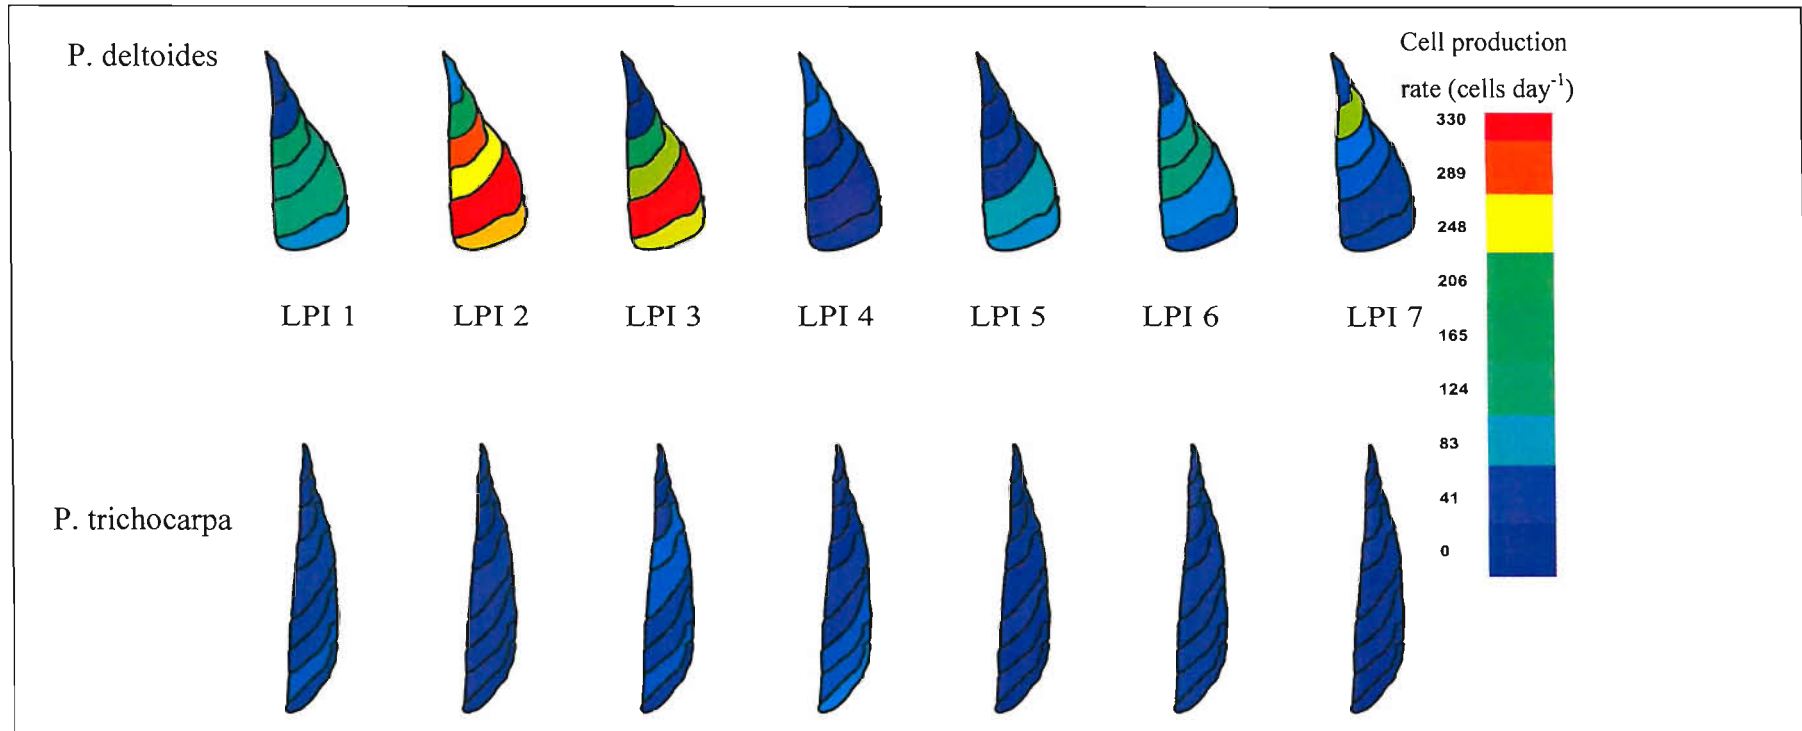 P. deltoides
Cell production
rate (cells day⁻¹)
330
289
248
206
165
124
83
41
0
LPI 1
LPI 2
LPI 3
LPI 4
LPI 5
LPI 6
LPI 7
P. trichocarpa